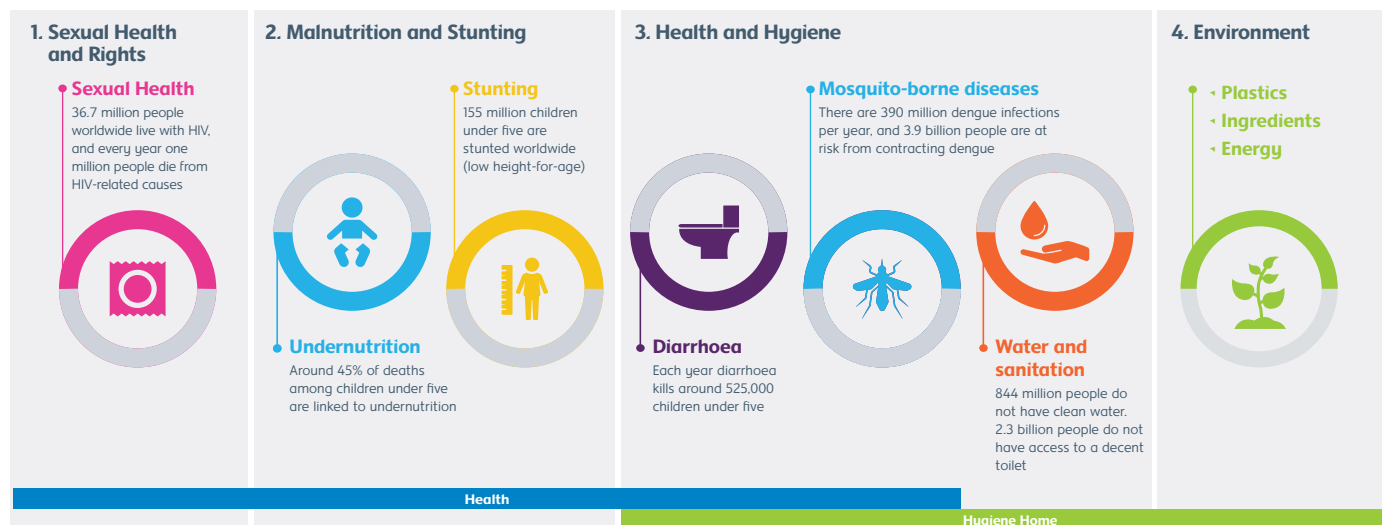 1. Sexual Health
and Rights
Sexual Health
36.7 million people
worldwide live with HIV,
and every year one
million people die from
HIV-related causes
2. Malnutrition and Stunting
Stunting
155 million children
under five are
stunted worldwide
(low height-for-age)
Undernutrition
Around 45% of deaths
among children under five
are linked to undernutrition
3. Health and Hygiene
Mosquito-borne diseases
There are 390 million dengue infections
per year, and 3.9 billion people are at
risk from contracting dengue
Diarrhoea
Each year diarrhoea
kills around 525,000
children under five
Water and
sanitation
844 million people do
not have clean water.
2.3 billion people do not
have access to a decent
toilet
4. Environment
Plastics
Ingredients
Energy
Health
Hygiene Home